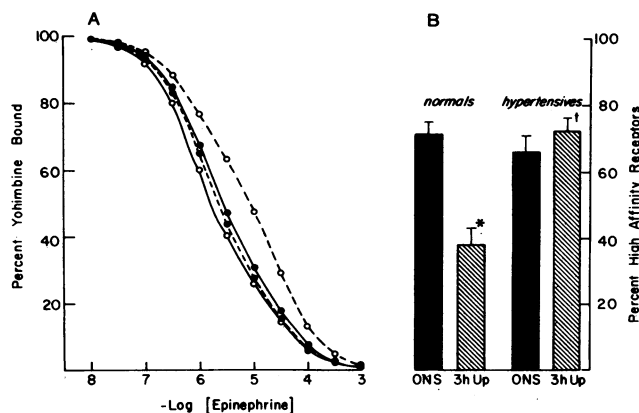 A
B
Percent Yohimbine Bound
100
80
60
40
20
8 7 6 5 4 3
-Log [Epinephrine]
normals hypertensives
*
†
ONS 3h Up ONS 3h Up
100
80
60
40
20
Percent High Affinity Receptors